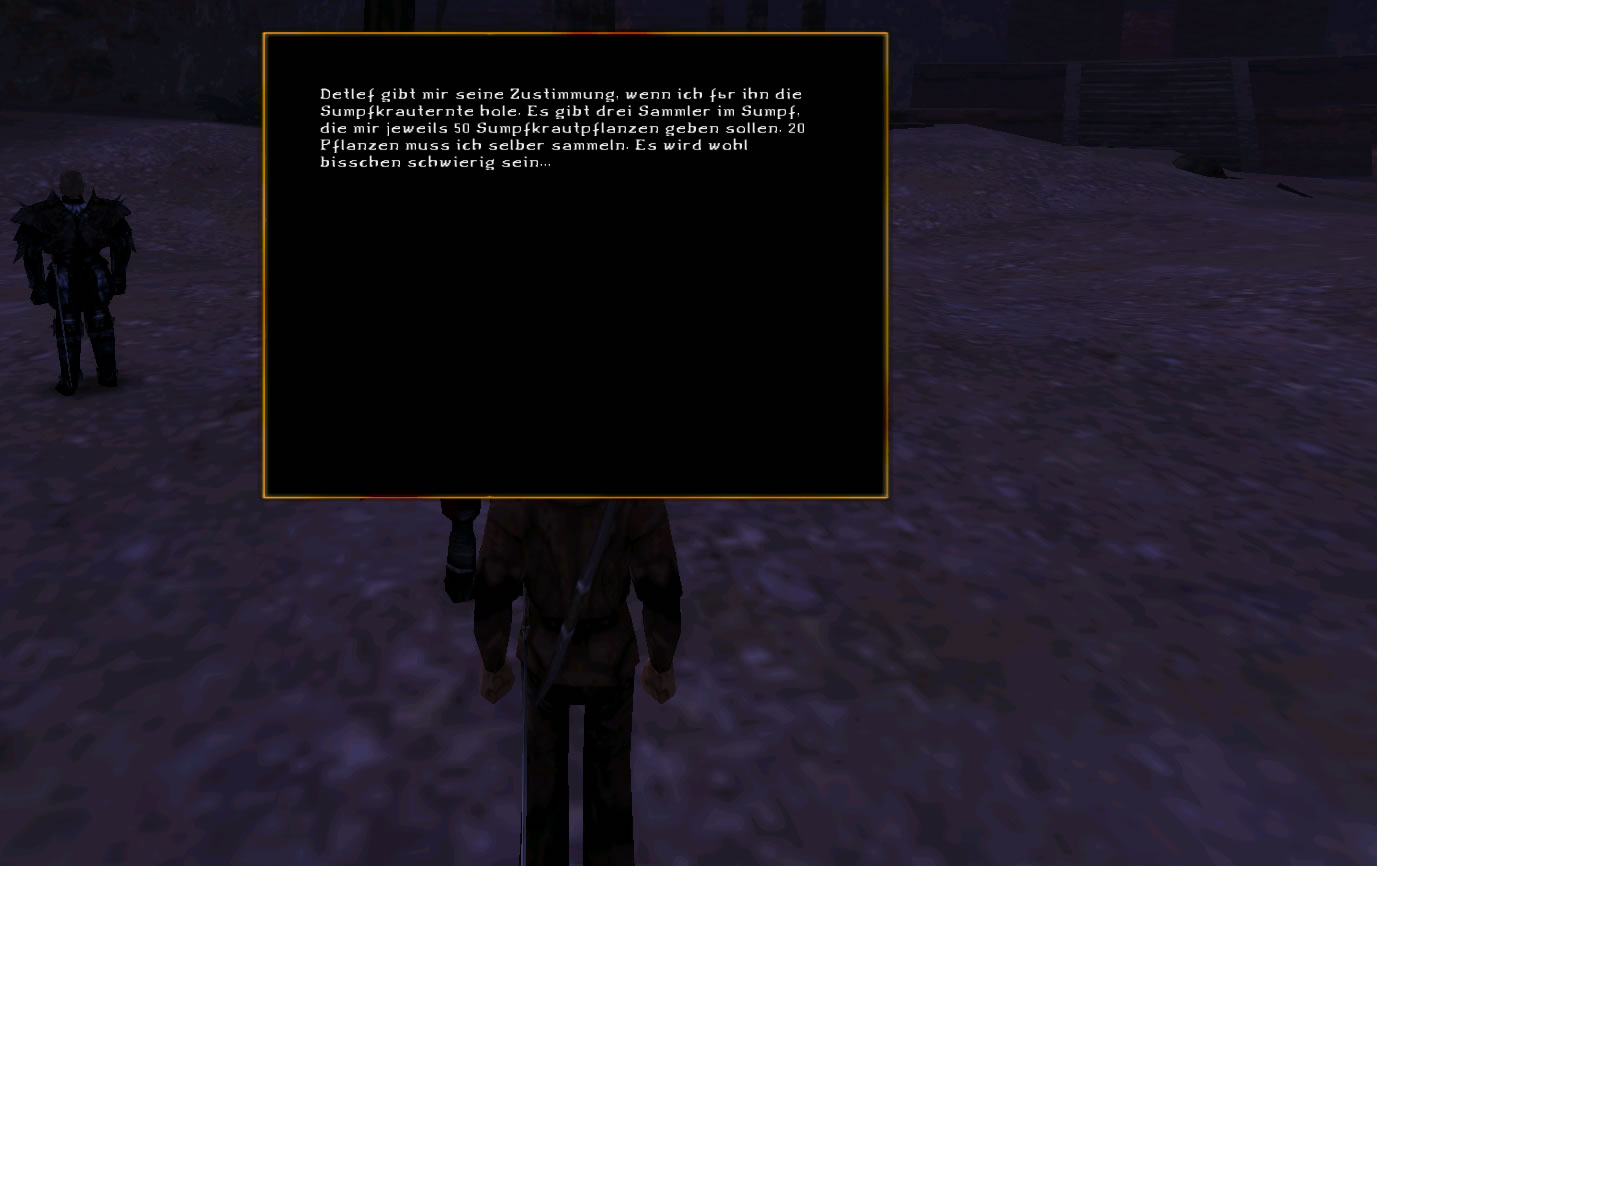 Detlef gibt mir seine Zustimmung, wenn ich fьr ihn die
Sumpfkrauternte hole. Es gibt drei Sammler im Sumpf,
die mir jeweils 50 Sumpfkrautpflanzen geben sollen. 20
Pflanzen muss ich selber sammeln. Es wird wohl
bisschen schwierig sein...